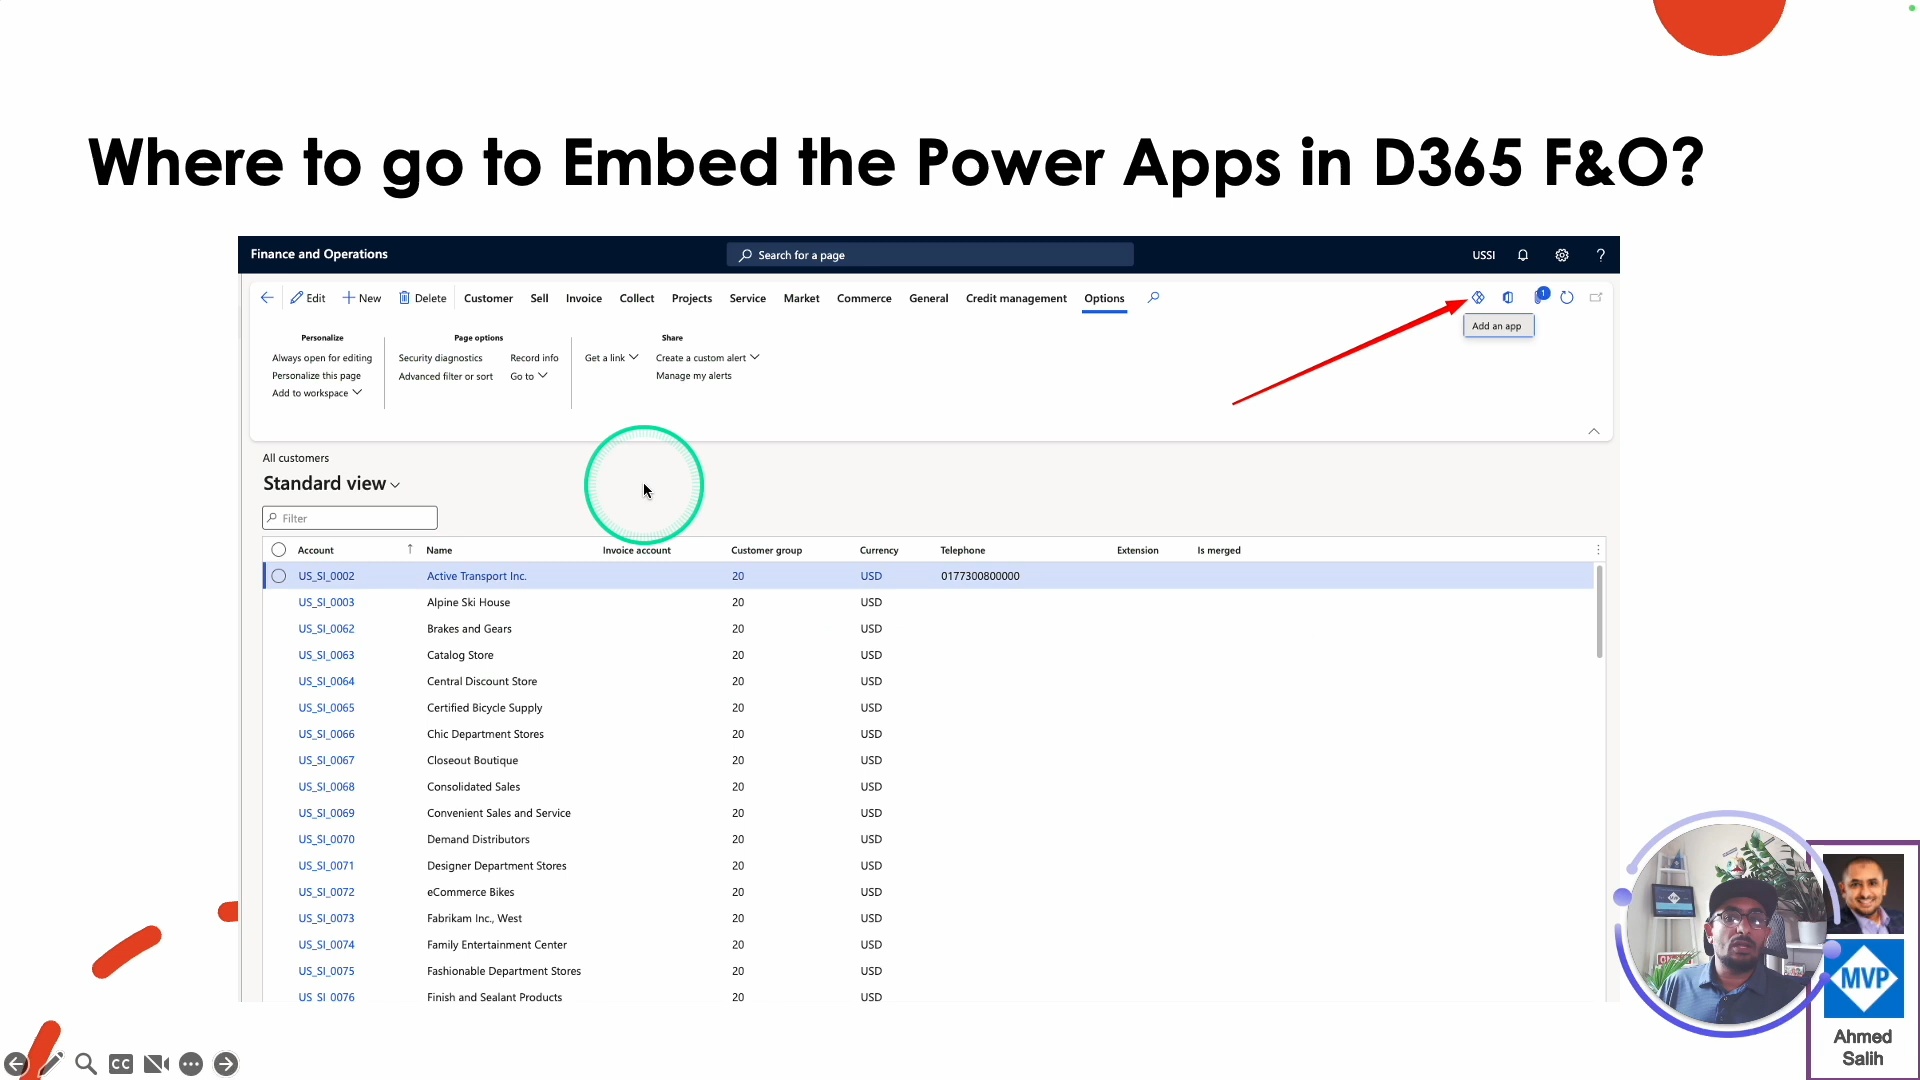 Where to go to Embed the Power Apps in D365 F&O?
Finance and Operations
Search for a page
USSI
?
Edit New Delete Customer Sell Invoice Collect Projects Service Market Commerce General Credit management Options
1
Add an app
Personalize
Always open for editing
Personalize this page
Add to workspace
Page options
Security diagnostics Record info
Advanced filter or sort Go to
Share
Get a link Create a custom alert
Manage my alerts
All customers
Standard view
Filter
Account Name Invoice account Customer group Currency Telephone Extension Is merged
US_SI_0002 Active Transport Inc. 20 USD 0177300800000
US_SI_0003 Alpine Ski House 20 USD
US_SI_0062 Brakes and Gears 20 USD
US_SI_0063 Catalog Store 20 USD
US_SI_0064 Central Discount Store 20 USD
US_SI_0065 Certified Bicycle Supply 20 USD
US_SI_0066 Chic Department Stores 20 USD
US_SI_0067 Closeout Boutique 20 USD
US_SI_0068 Consolidated Sales 20 USD
US_SI_0069 Convenient Sales and Service 20 USD
US_SI_0070 Demand Distributors 20 USD
US_SI_0071 Designer Department Stores 20 USD
US_SI_0072 eCommerce Bikes 20 USD
US_SI_0073 Fabrikam Inc., West 20 USD
US_SI_0074 Family Entertainment Center 20 USD
US_SI_0075 Fashionable Department Stores 20 USD
US_SI_0076 Finish and Sealant Products 20 USD
MVP
Ahmed
Salih
CC